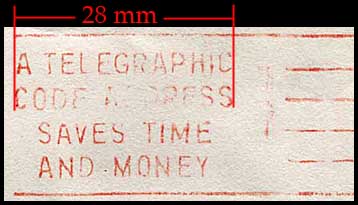 28 mm
A TELEGRAPHIC
CODE ADDRESS
SAVES TIME
AND MONEY